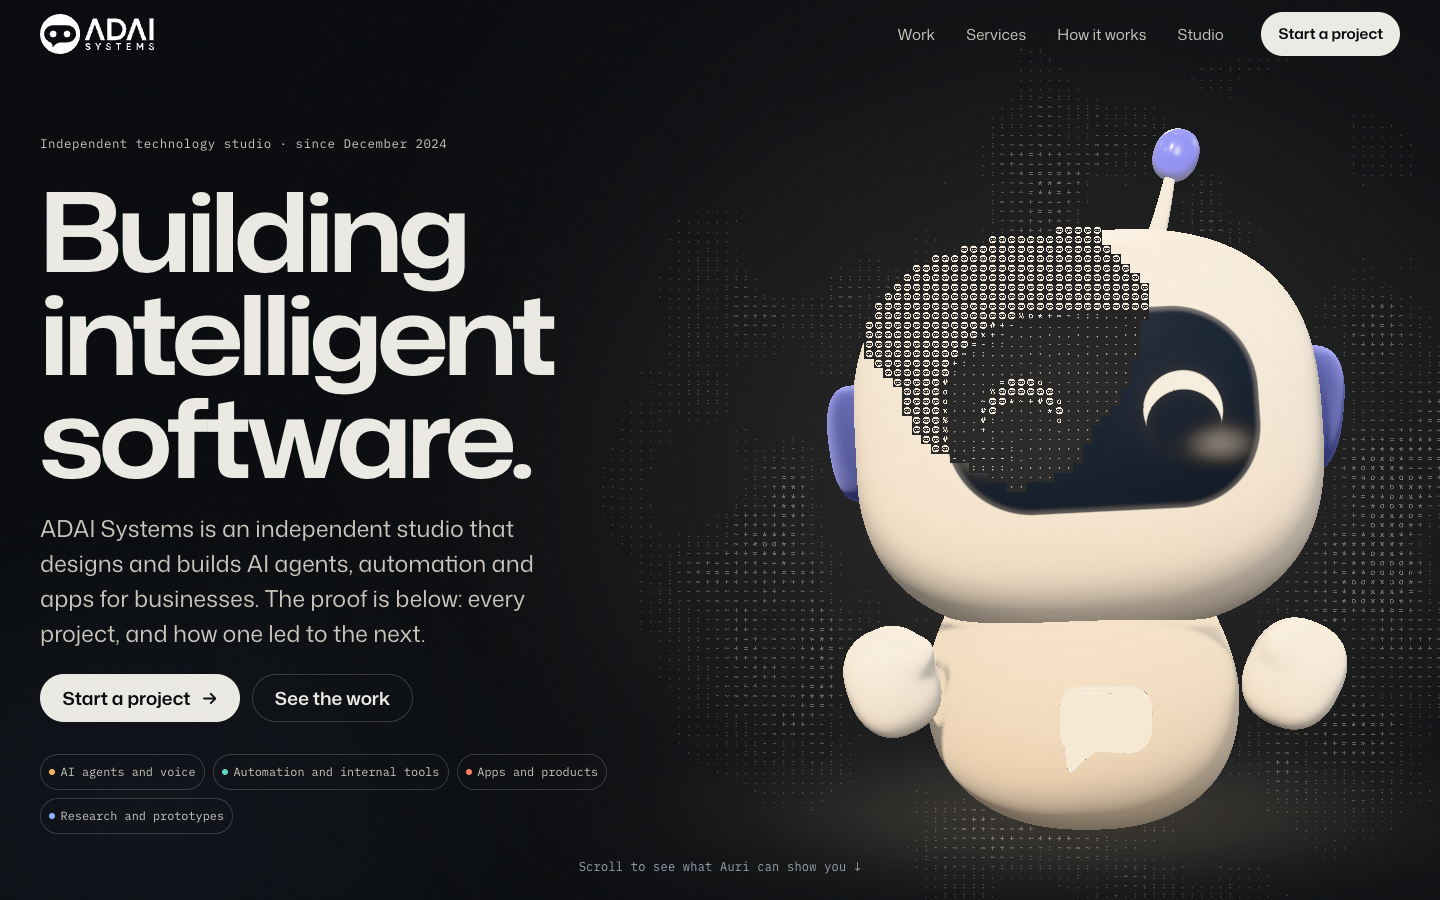 ADAI
SYSTEMS
Work
Services
How it works
Studio
Start a project
Independent technology studio · since December 2024
Building
intelligent
software.
ADAI Systems is an independent studio that
designs and builds AI agents, automation and
apps for businesses. The proof is below: every
project, and how one led to the next.
Start a project →
See the work
AI agents and voice
Automation and internal tools
Apps and products
Research and prototypes
Scroll to see what Auri can show you ↓